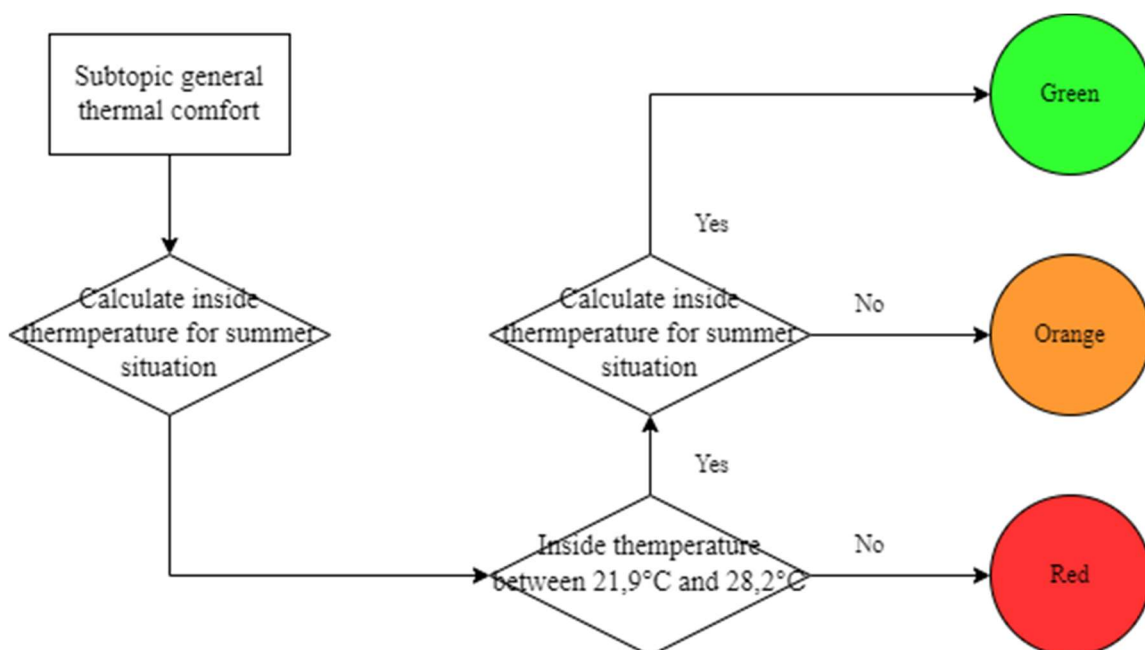 Subtopic general
thermal comfort
Green
Yes
Calculate inside
thermperature for summer
situation
Calculate inside
thermperature for summer
situation
No
Orange
Yes
Inside themperature
between 21,9°C and 28,2°C
No
Red